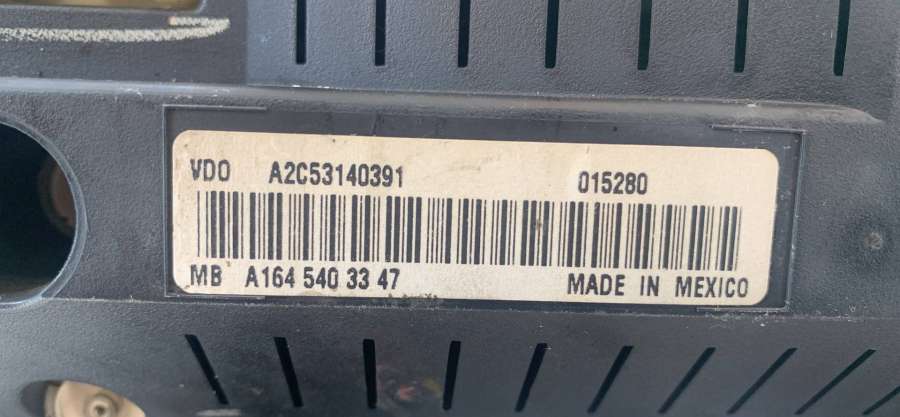 VDO A2C53140391 015280
MB A164 540 33 47 MADE IN MEXICO